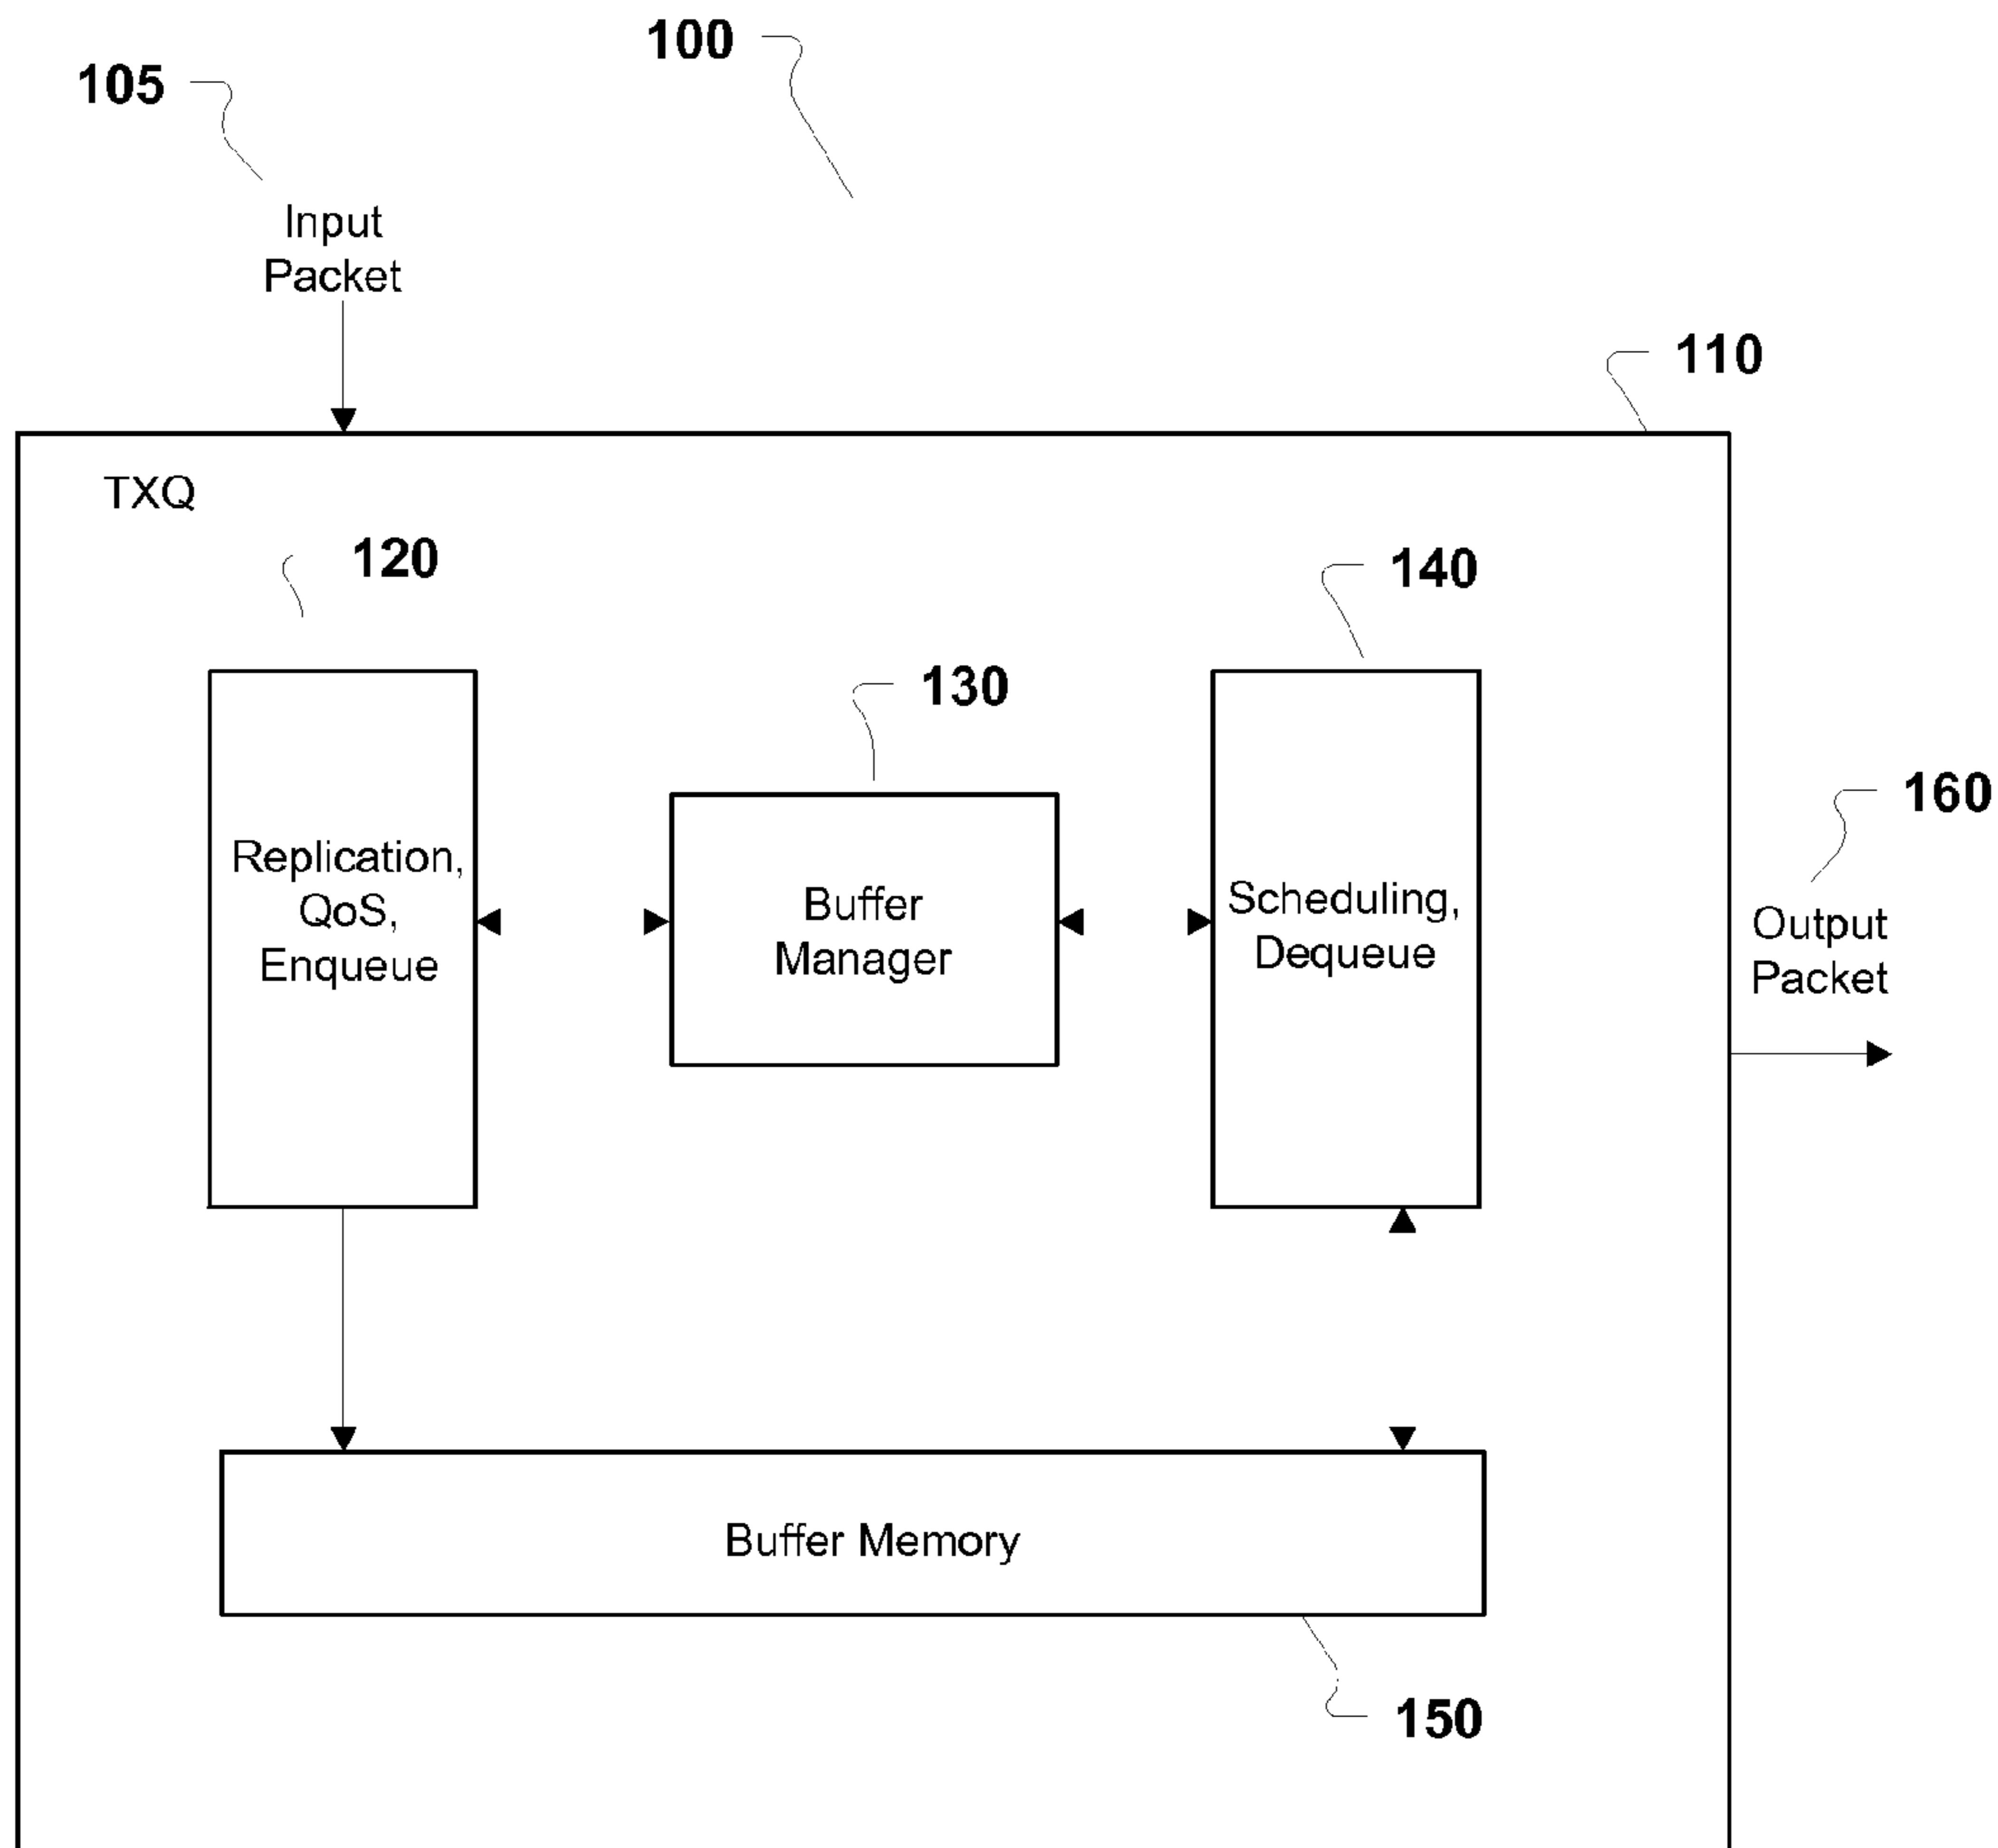 100
105
Input
Packet
110
TXQ
120
140
130
160
Replication,
QoS,
Enqueue
Buffer
Manager
Scheduling,
Dequeue
Output
Packet
Buffer Memory
150